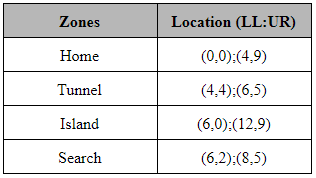 Zones Location (LL:UR)
Home (0,0);(4,9)
Tunnel (4,4);(6,5)
Island (6,0);(12,9)
Search (6,2);(8,5)